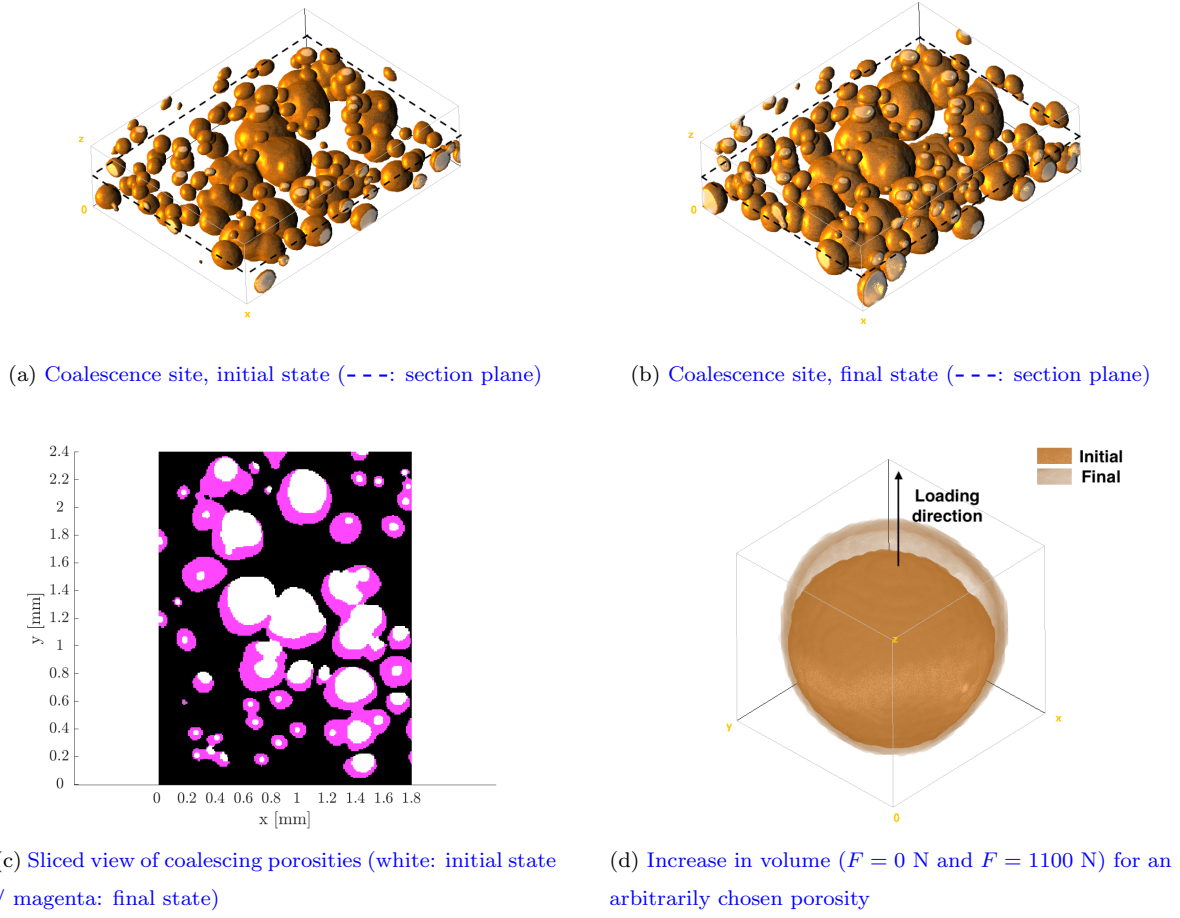 z
0
x
z
0
x
(a) Coalescence site, initial state (---: section plane)
(b) Coalescence site, final state (---: section plane)
2.4
2.2
2
1.8
1.6
1.4
1.2
1
0.8
0.6
0.4
0.2
0
y [mm]
0 0.2 0.4 0.6 0.8 1 1.2 1.4 1.6 1.8
x [mm]
Initial
Final
Loading
direction
z
y
x
0
(c) Sliced view of coalescing porosities (white: initial state
/ magenta: final state)
(d) Increase in volume (F = 0 N and F = 1100 N) for an
arbitrarily chosen porosity